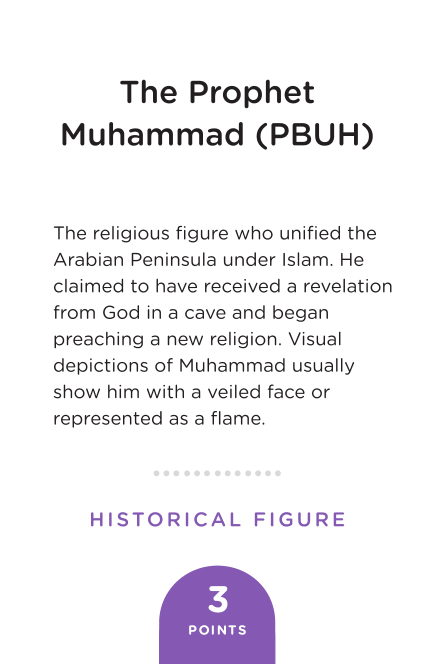 The Prophet
Muhammad (PBUH)
The religious figure who unified the
Arabian Peninsula under Islam. He
claimed to have received a revelation
from God in a cave and began
preaching a new religion. Visual
depictions of Muhammad usually
show him with a veiled face or
represented as a flame.
HISTORICAL FIGURE
3
POINTS